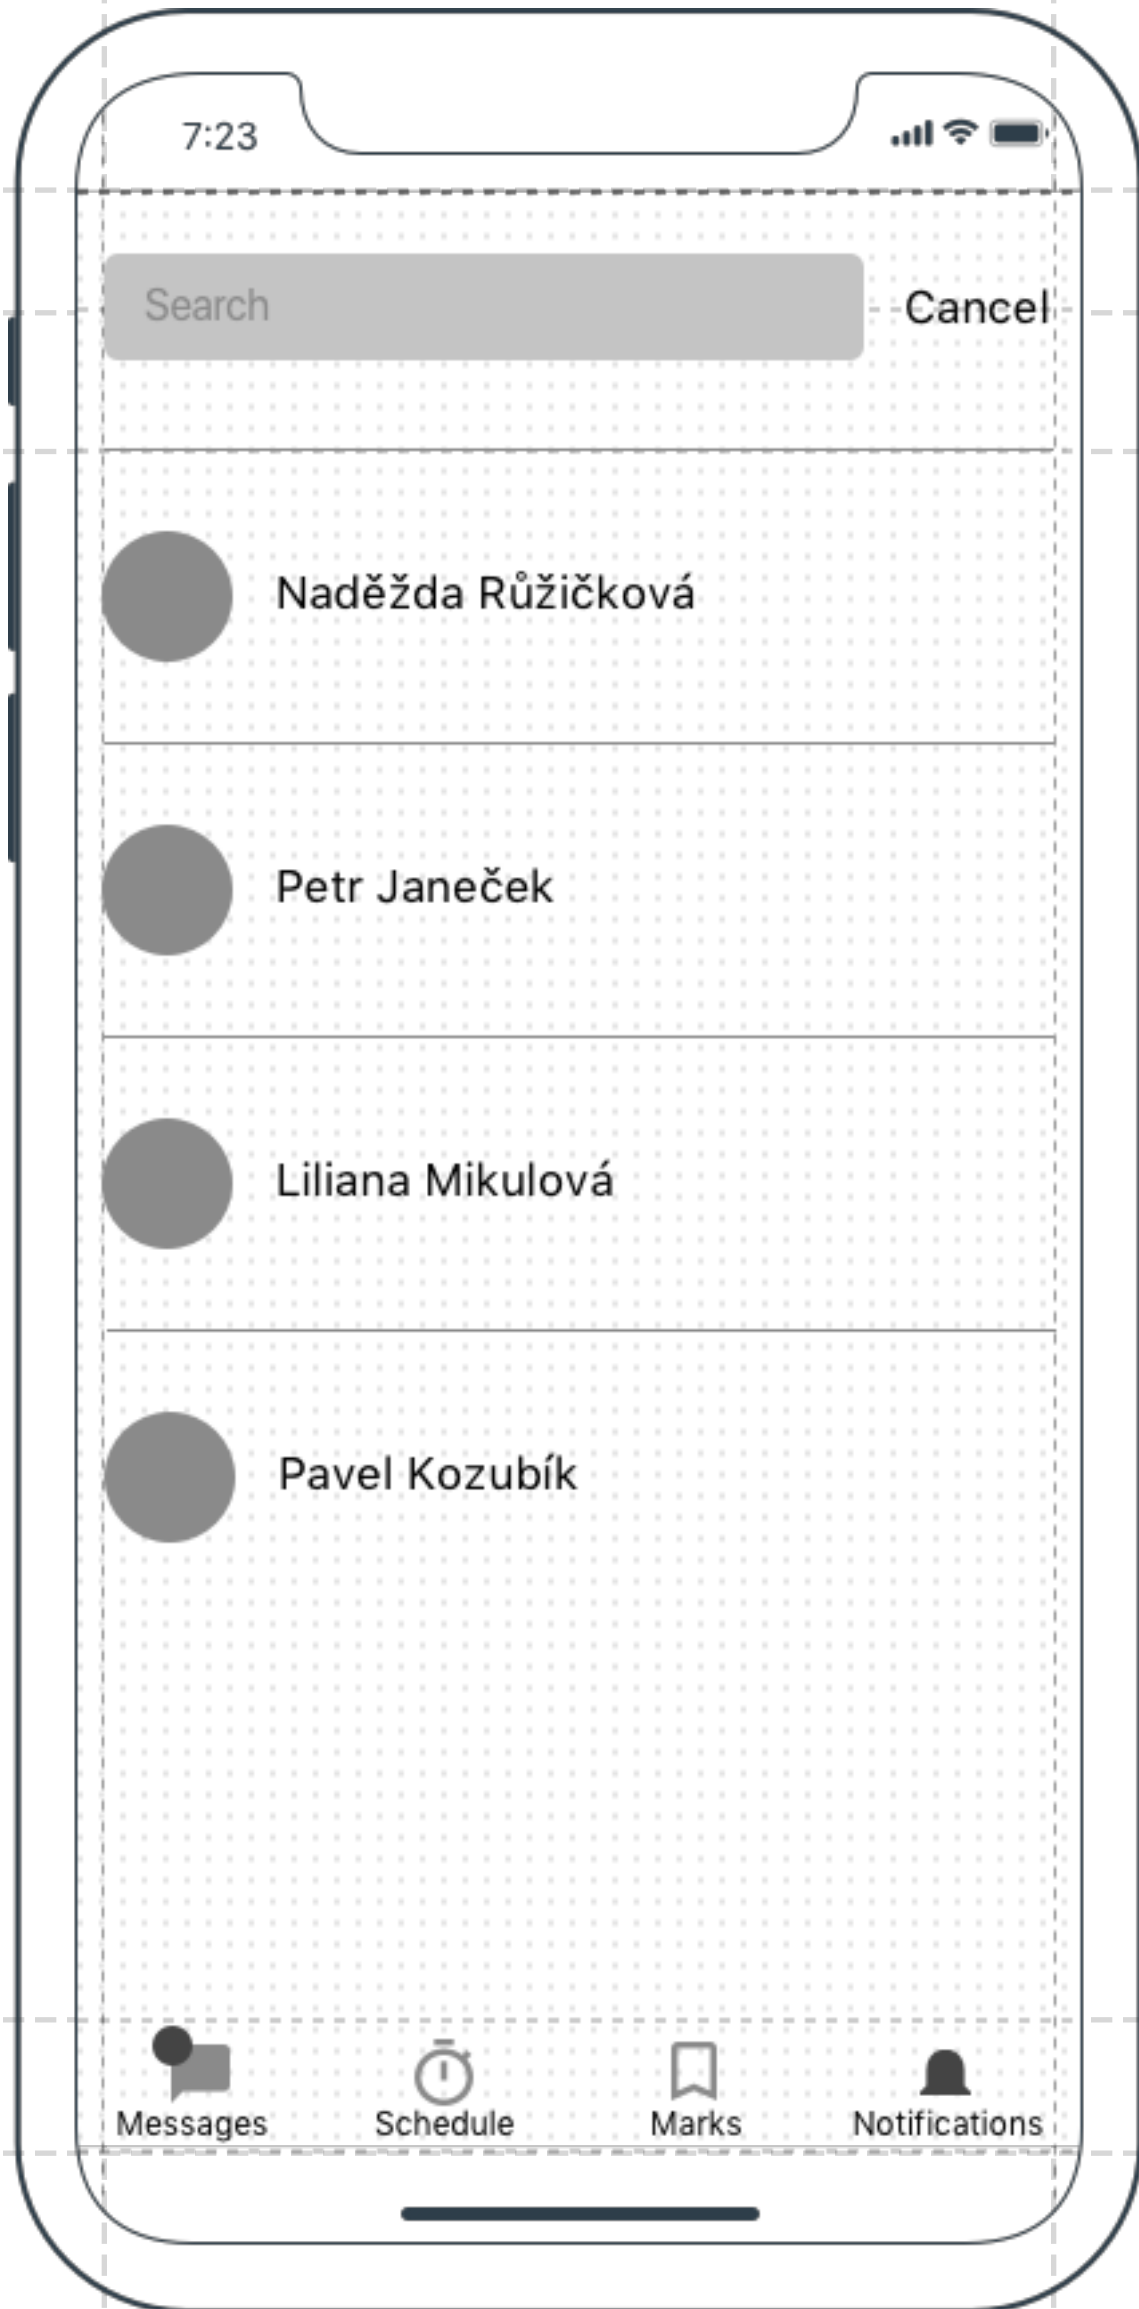 7:23
Search Cancel
Naděžda Růžičková
Petr Janeček
Liliana Mikulová
Pavel Kozubík
Messages Schedule Marks Notifications